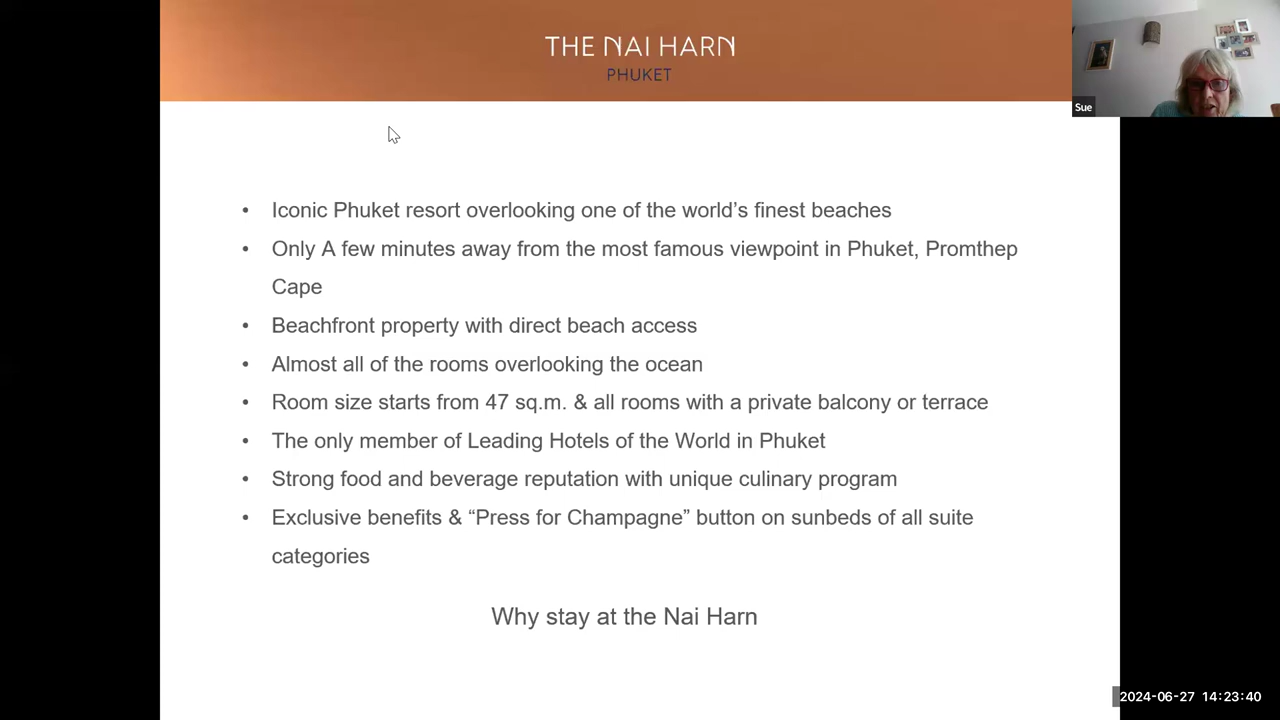 THE NAI HARN
PHUKET
Sue
• Iconic Phuket resort overlooking one of the world’s finest beaches
• Only A few minutes away from the most famous viewpoint in Phuket, Promthep
Cape
• Beachfront property with direct beach access
• Almost all of the rooms overlooking the ocean
• Room size starts from 47 sq.m. & all rooms with a private balcony or terrace
• The only member of Leading Hotels of the World in Phuket
• Strong food and beverage reputation with unique culinary program
• Exclusive benefits & “Press for Champagne” button on sunbeds of all suite
categories
Why stay at the Nai Harn
2024-06-27 14:23:40